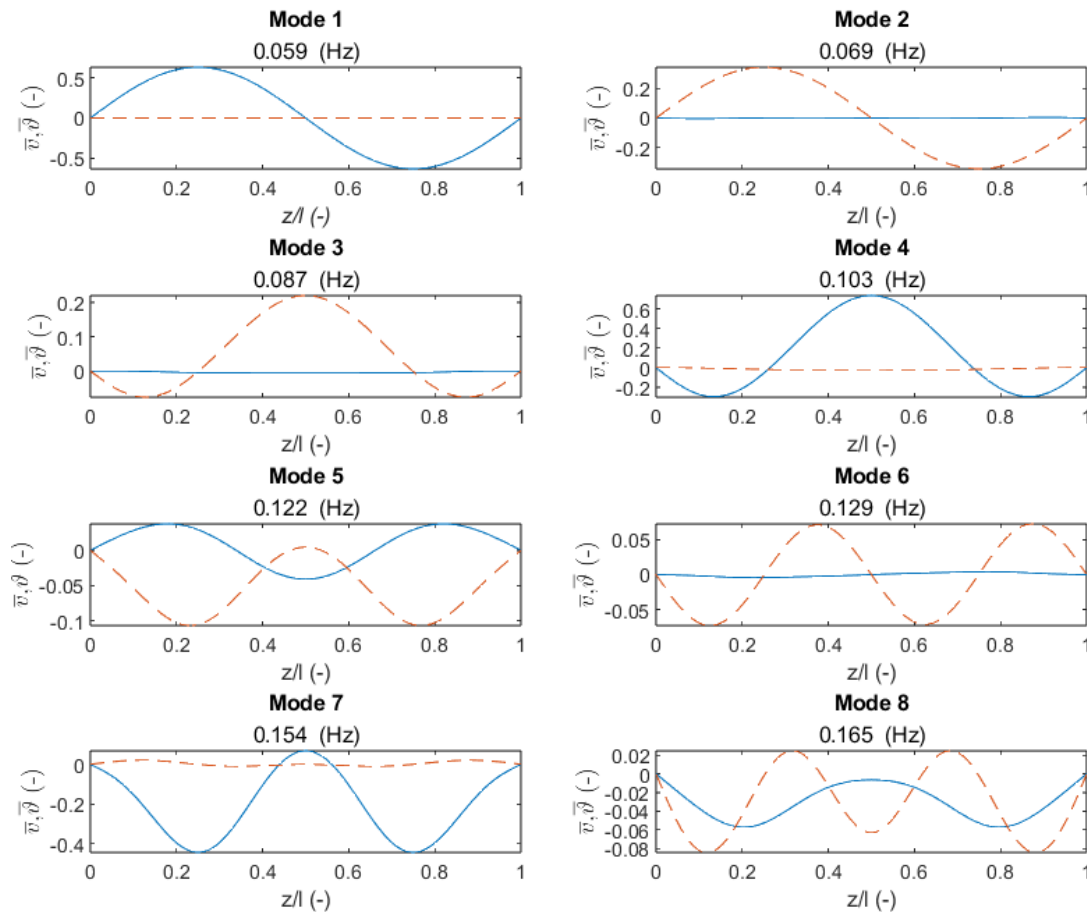 Mode 1
0.059 (Hz)
v̅,ϑ̅ (-)
0.5
0
-0.5
0 0.2 0.4 0.6 0.8 1
z/l (-)
Mode 2
0.069 (Hz)
v̅,ϑ̅ (-)
0.2
0
-0.2
0 0.2 0.4 0.6 0.8 1
z/l (-)
Mode 3
0.087 (Hz)
v̅,ϑ̅ (-)
0.2
0.1
0
0 0.2 0.4 0.6 0.8 1
z/l (-)
Mode 4
0.103 (Hz)
v̅,ϑ̅ (-)
0.6
0.4
0.2
0
-0.2
0 0.2 0.4 0.6 0.8 1
z/l (-)
Mode 5
0.122 (Hz)
v̅,ϑ̅ (-)
0
-0.05
-0.1
0 0.2 0.4 0.6 0.8 1
z/l (-)
Mode 6
0.129 (Hz)
v̅,ϑ̅ (-)
0.05
0
-0.05
0 0.2 0.4 0.6 0.8 1
z/l (-)
Mode 7
0.154 (Hz)
v̅,ϑ̅ (-)
0
-0.2
-0.4
0 0.2 0.4 0.6 0.8 1
z/l (-)
Mode 8
0.165 (Hz)
v̅,ϑ̅ (-)
0.02
0
-0.02
-0.04
-0.06
-0.08
0 0.2 0.4 0.6 0.8 1
z/l (-)